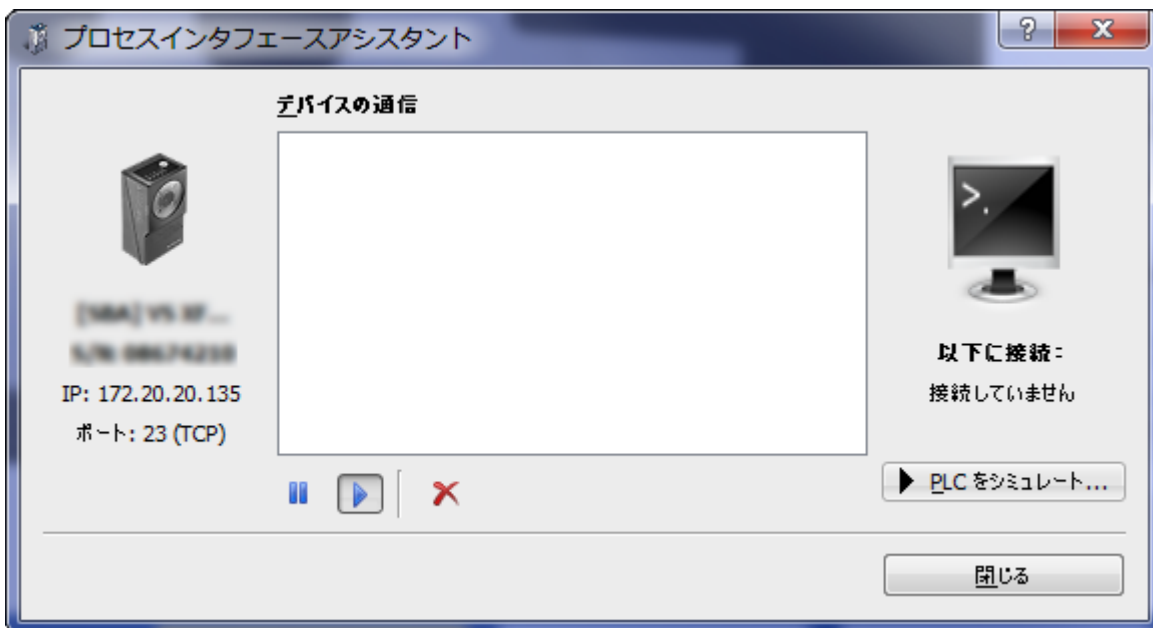 プロセスインタフェースアシスタント
デバイスの通信
>.
IP: 172.20.20.135
ポート: 23 (TCP)
以下に接続:
接続していません
PLC をシミュレート...
閉じる